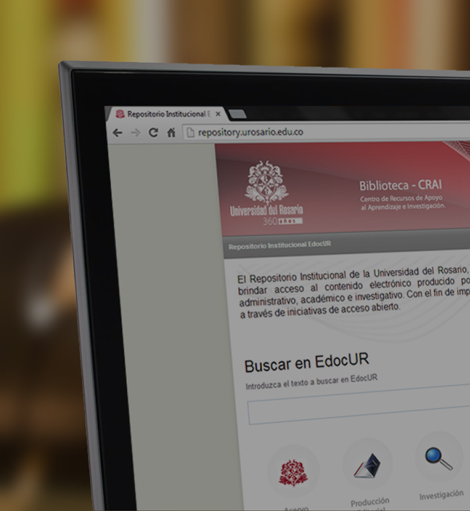 Repositorio Institucional E
repository.urosario.edu.co
Universidad del Rosario
360
Biblioteca - CRAI
Centro de Recursos de Apoyo
al Aprendizaje e Investigación.
Repositorio Institucional EdocUR
El Repositorio Institucional de la Universidad del Rosario,
brindar acceso al contenido electrónico producido po
administrativo, académico e investigativo. Con el fin de imp
a través de iniciativas de acceso abierto.
Buscar en EdocUR
Introduzca el texto a buscar en EdocUR
Producción
Investigación